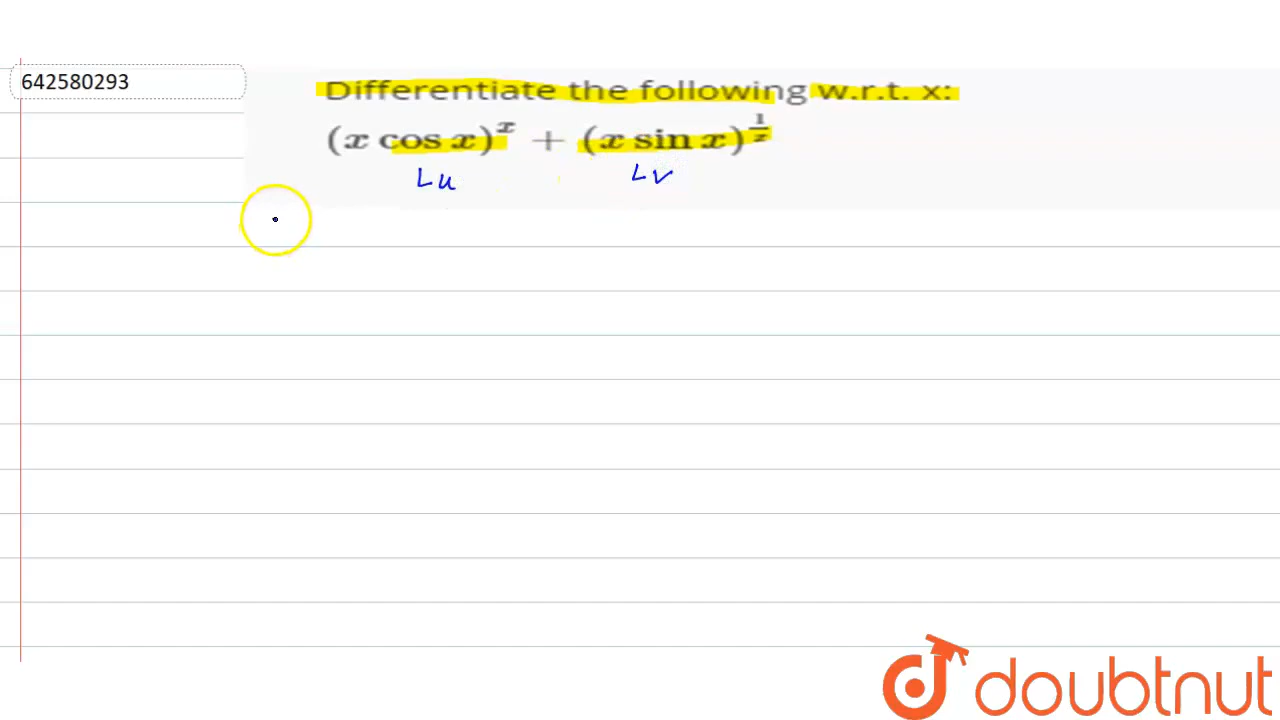 642580293
Differentiate the following w.r.t. x:
(x cos x)^x + (x sin x)^{1/x}
Lu Lv
doubtnut